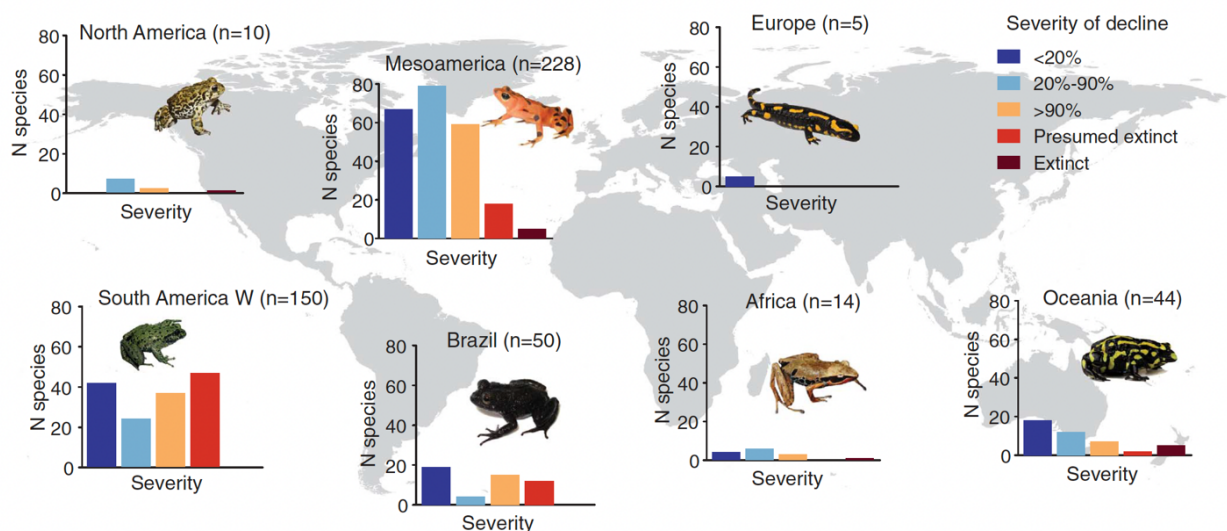 North America (n=10)
80
60
40
20
0
N species
Severity
Mesoamerica (n=228)
80
60
40
20
0
N species
Severity
Europe (n=5)
80
60
40
20
0
N species
Severity
Severity of decline
<20%
20%-90%
>90%
Presumed extinct
Extinct
South America W (n=150)
80
60
40
20
0
N species
Severity
Brazil (n=50)
80
60
40
20
0
N species
Severity
Africa (n=14)
80
60
40
20
0
N species
Severity
Oceania (n=44)
80
60
40
20
0
N species
Severity